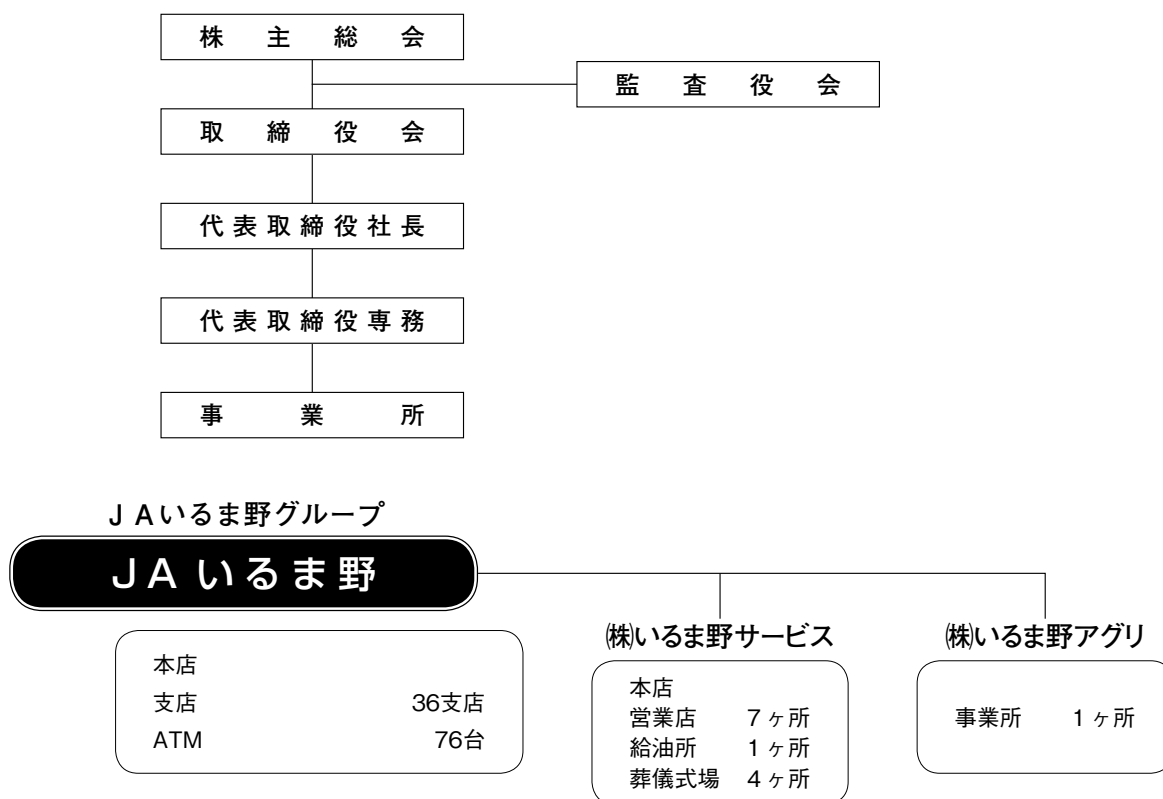 株主総会
監査役会
取締役会
代表取締役社長
代表取締役専務
事業所
JAいるま野グループ
JAいるま野
本店
支店 36支店
ATM 76台
㈱いるま野サービス
本店
営業店 7ヶ所
給油所 1ヶ所
葬儀式場 4ヶ所
㈱いるま野アグリ
事業所 1ヶ所